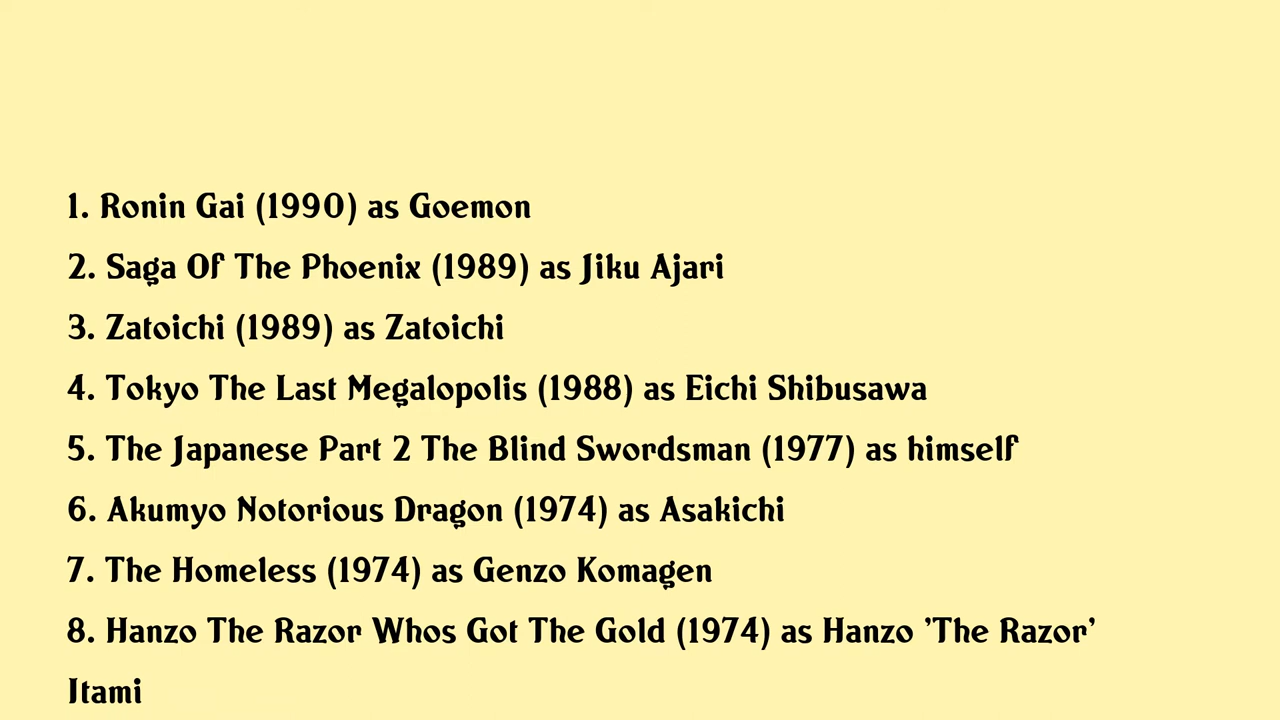 1. Ronin Gai (1990) as Goemon
2. Saga Of The Phoenix (1989) as Jiku Ajari
3. Zatoichi (1989) as Zatoichi
4. Tokyo The Last Megalopolis (1988) as Eichi Shibusawa
5. The Japanese Part 2 The Blind Swordsman (1977) as himself
6. Akumyo Notorious Dragon (1974) as Asakichi
7. The Homeless (1974) as Genzo Komagen
8. Hanzo The Razor Whos Got The Gold (1974) as Hanzo 'The Razor'
Itami